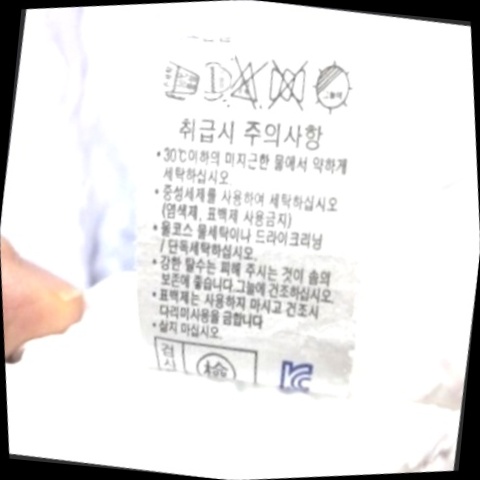 취급시 주의사항
•30℃이하의 미지근한 물에서 약하게
세탁하십시오.
•중성세제를 사용하여 세탁하십시오
(염색제, 표백제 사용금지)
•울코스 물세탁이나 드라이크리닝
/ 단독세탁하십시오.
•강한 탈수는 피해 주시는 것이 솜의
보존에 좋습니다.그늘에 건조하십시오.
•표백제는 사용하지 마시고 건조시
다리미사용을 금합니다
•삶지 마십시오.
검
檢